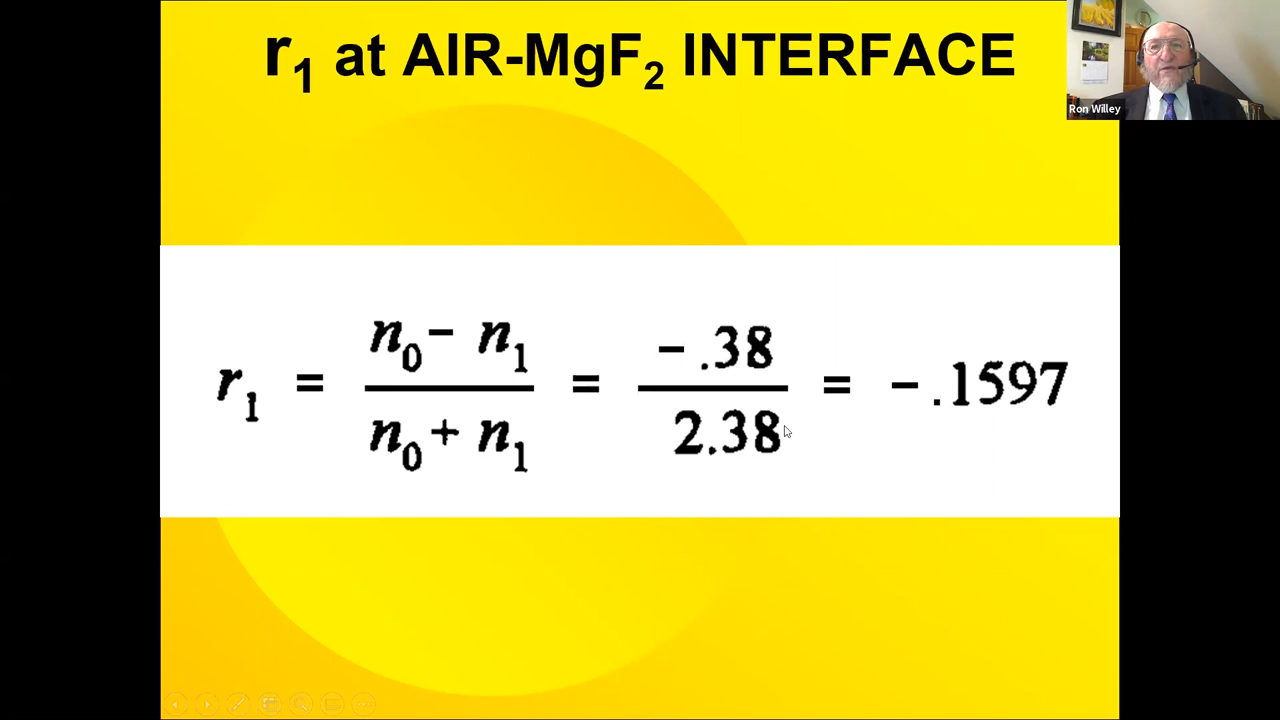 r₁ at AIR-MgF₂ INTERFACE
Ron Willey
r₁ = (n₀ − n₁) / (n₀ + n₁) = −.38 / 2.38 = −.1597